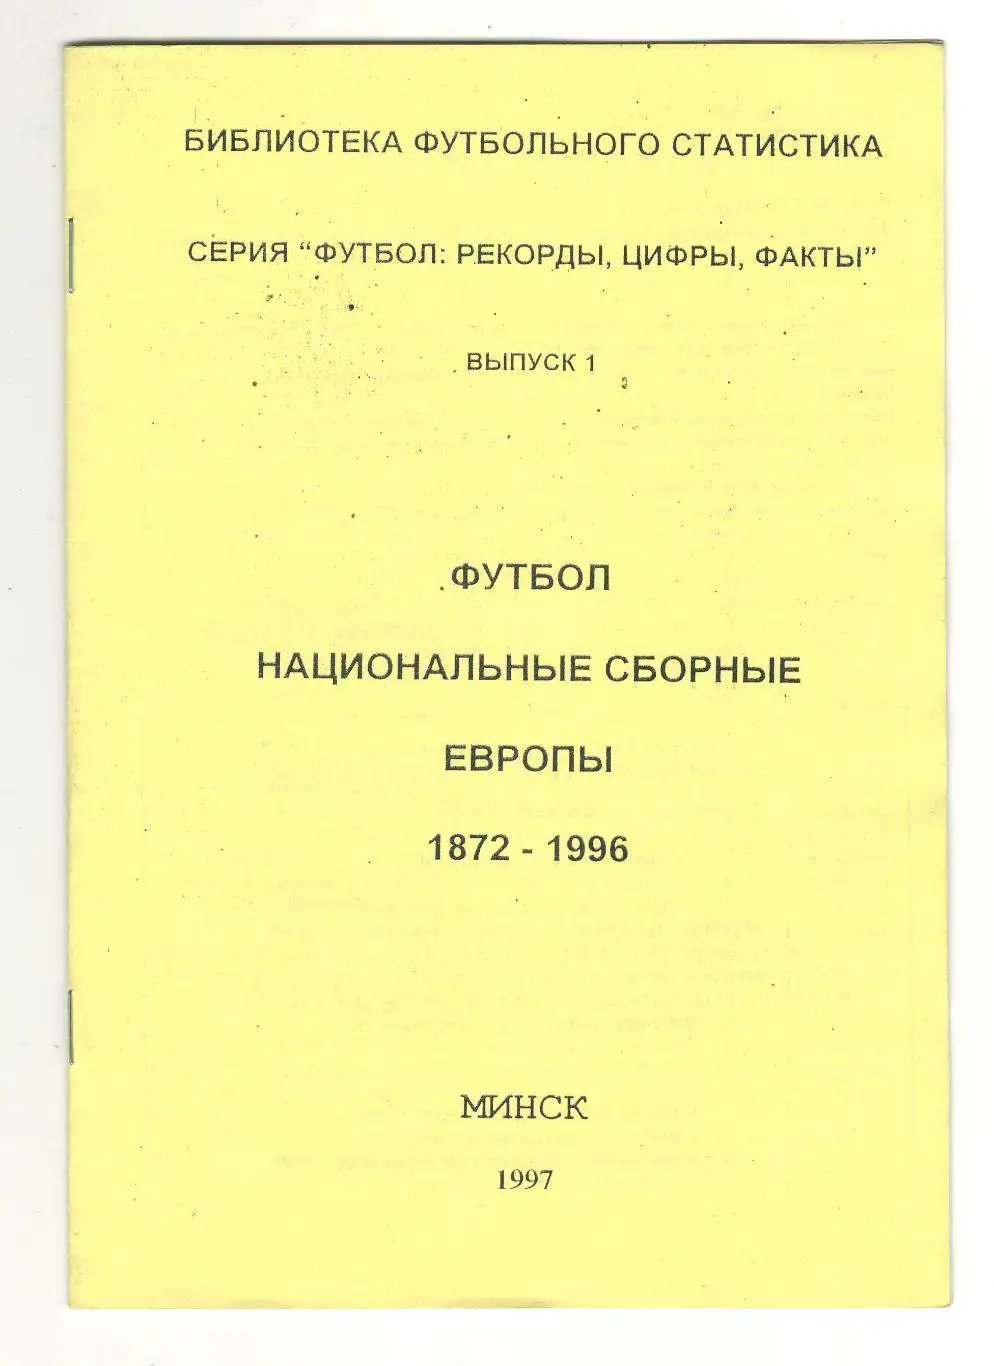 БИБЛИОТЕКА ФУТБОЛЬНОГО СТАТИСТИКА
СЕРИЯ “ФУТБОЛ: РЕКОРДЫ, ЦИФРЫ, ФАКТЫ”
ВЫПУСК 1
ФУТБОЛ
НАЦИОНАЛЬНЫЕ СБОРНЫЕ
ЕВРОПЫ
1872 - 1996
МИНСК
1997